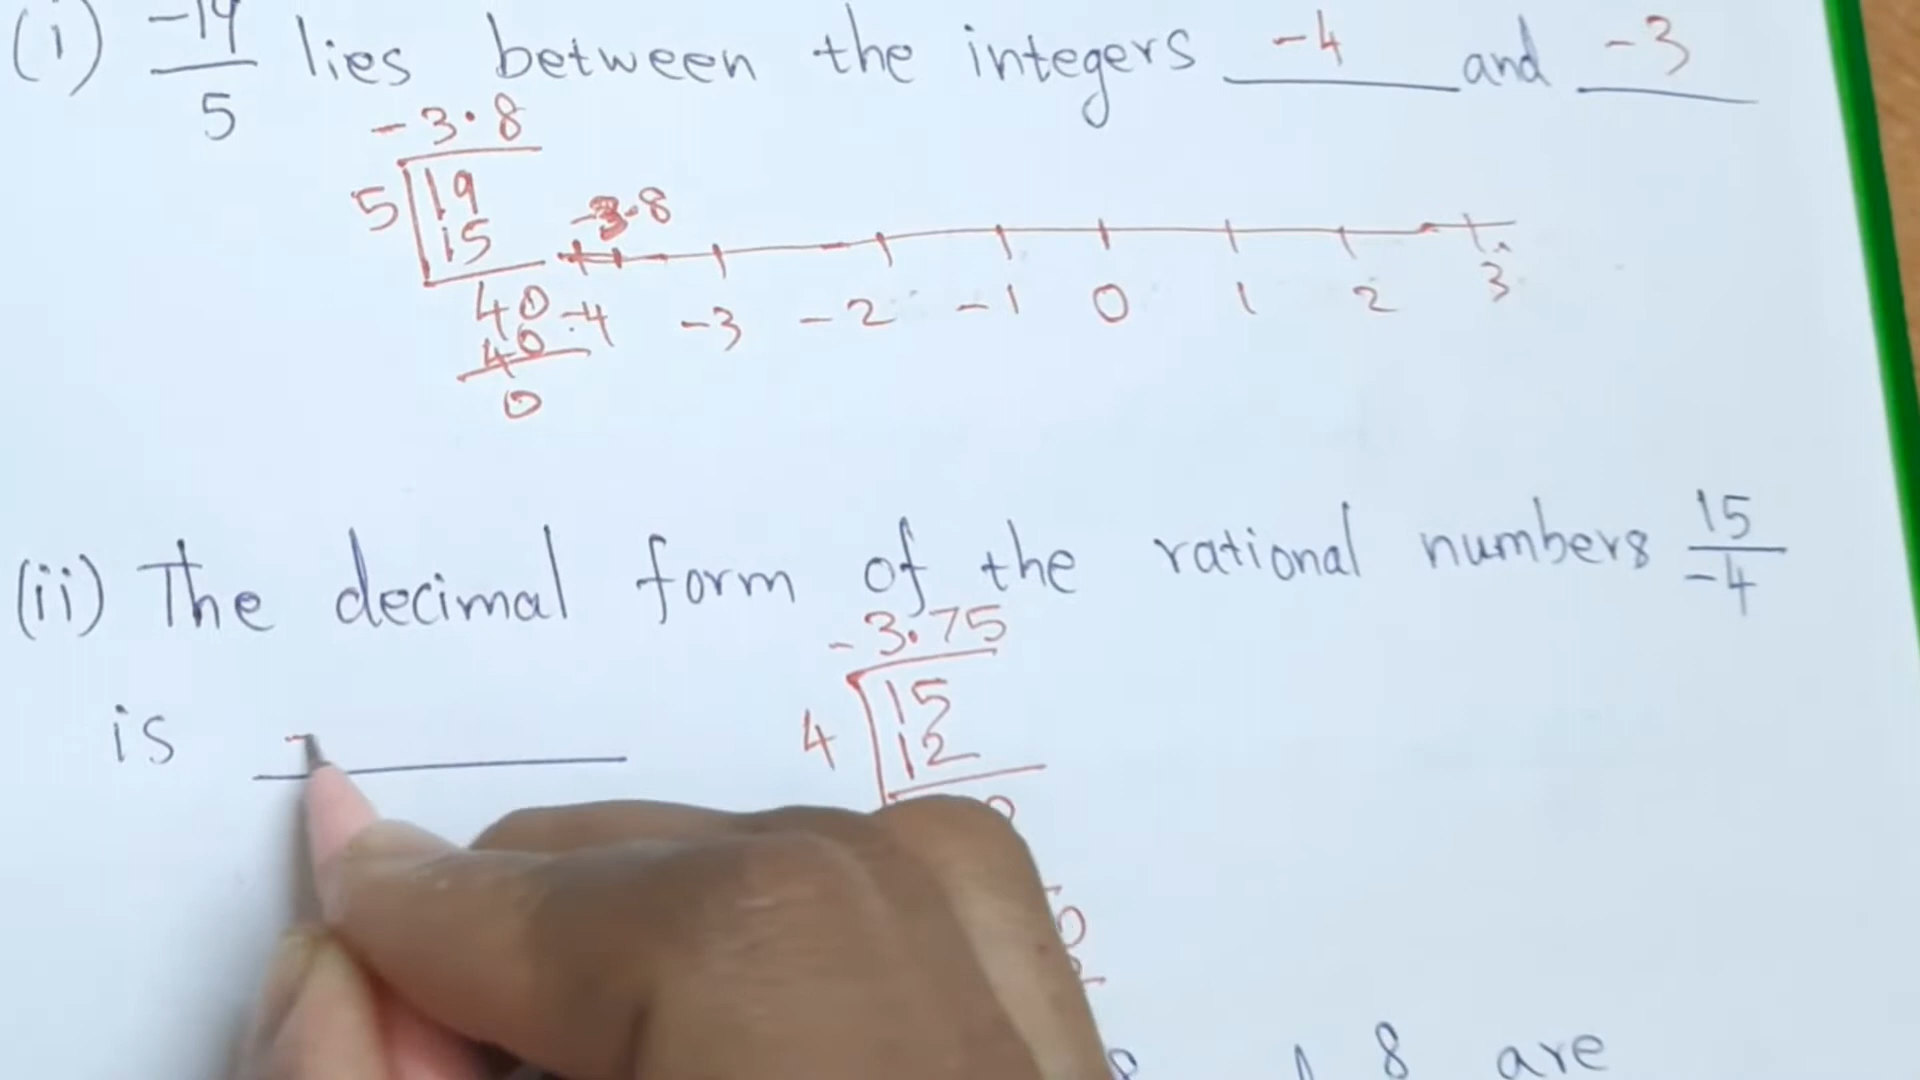 (i) -19/5 lies between the integers -4 and -3
-3.8
5 19
15
40
40
0
-3.8
-4 -3 -2 -1 0 1 2 3
(ii) The decimal form of the rational numbers 15/-4
is -
-3.75
4 15
12
0
0
8 are